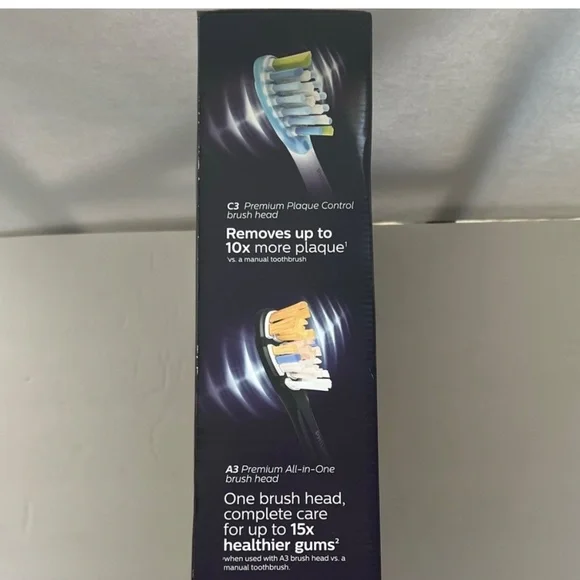 C3 Premium Plaque Control
brush head
Removes up to
10x more plaque¹
¹vs. a manual toothbrush
A3 Premium All-in-One
brush head
One brush head,
complete care
for up to 15x
healthier gums²
²when used with A3 brush head vs. a
manual toothbrush.